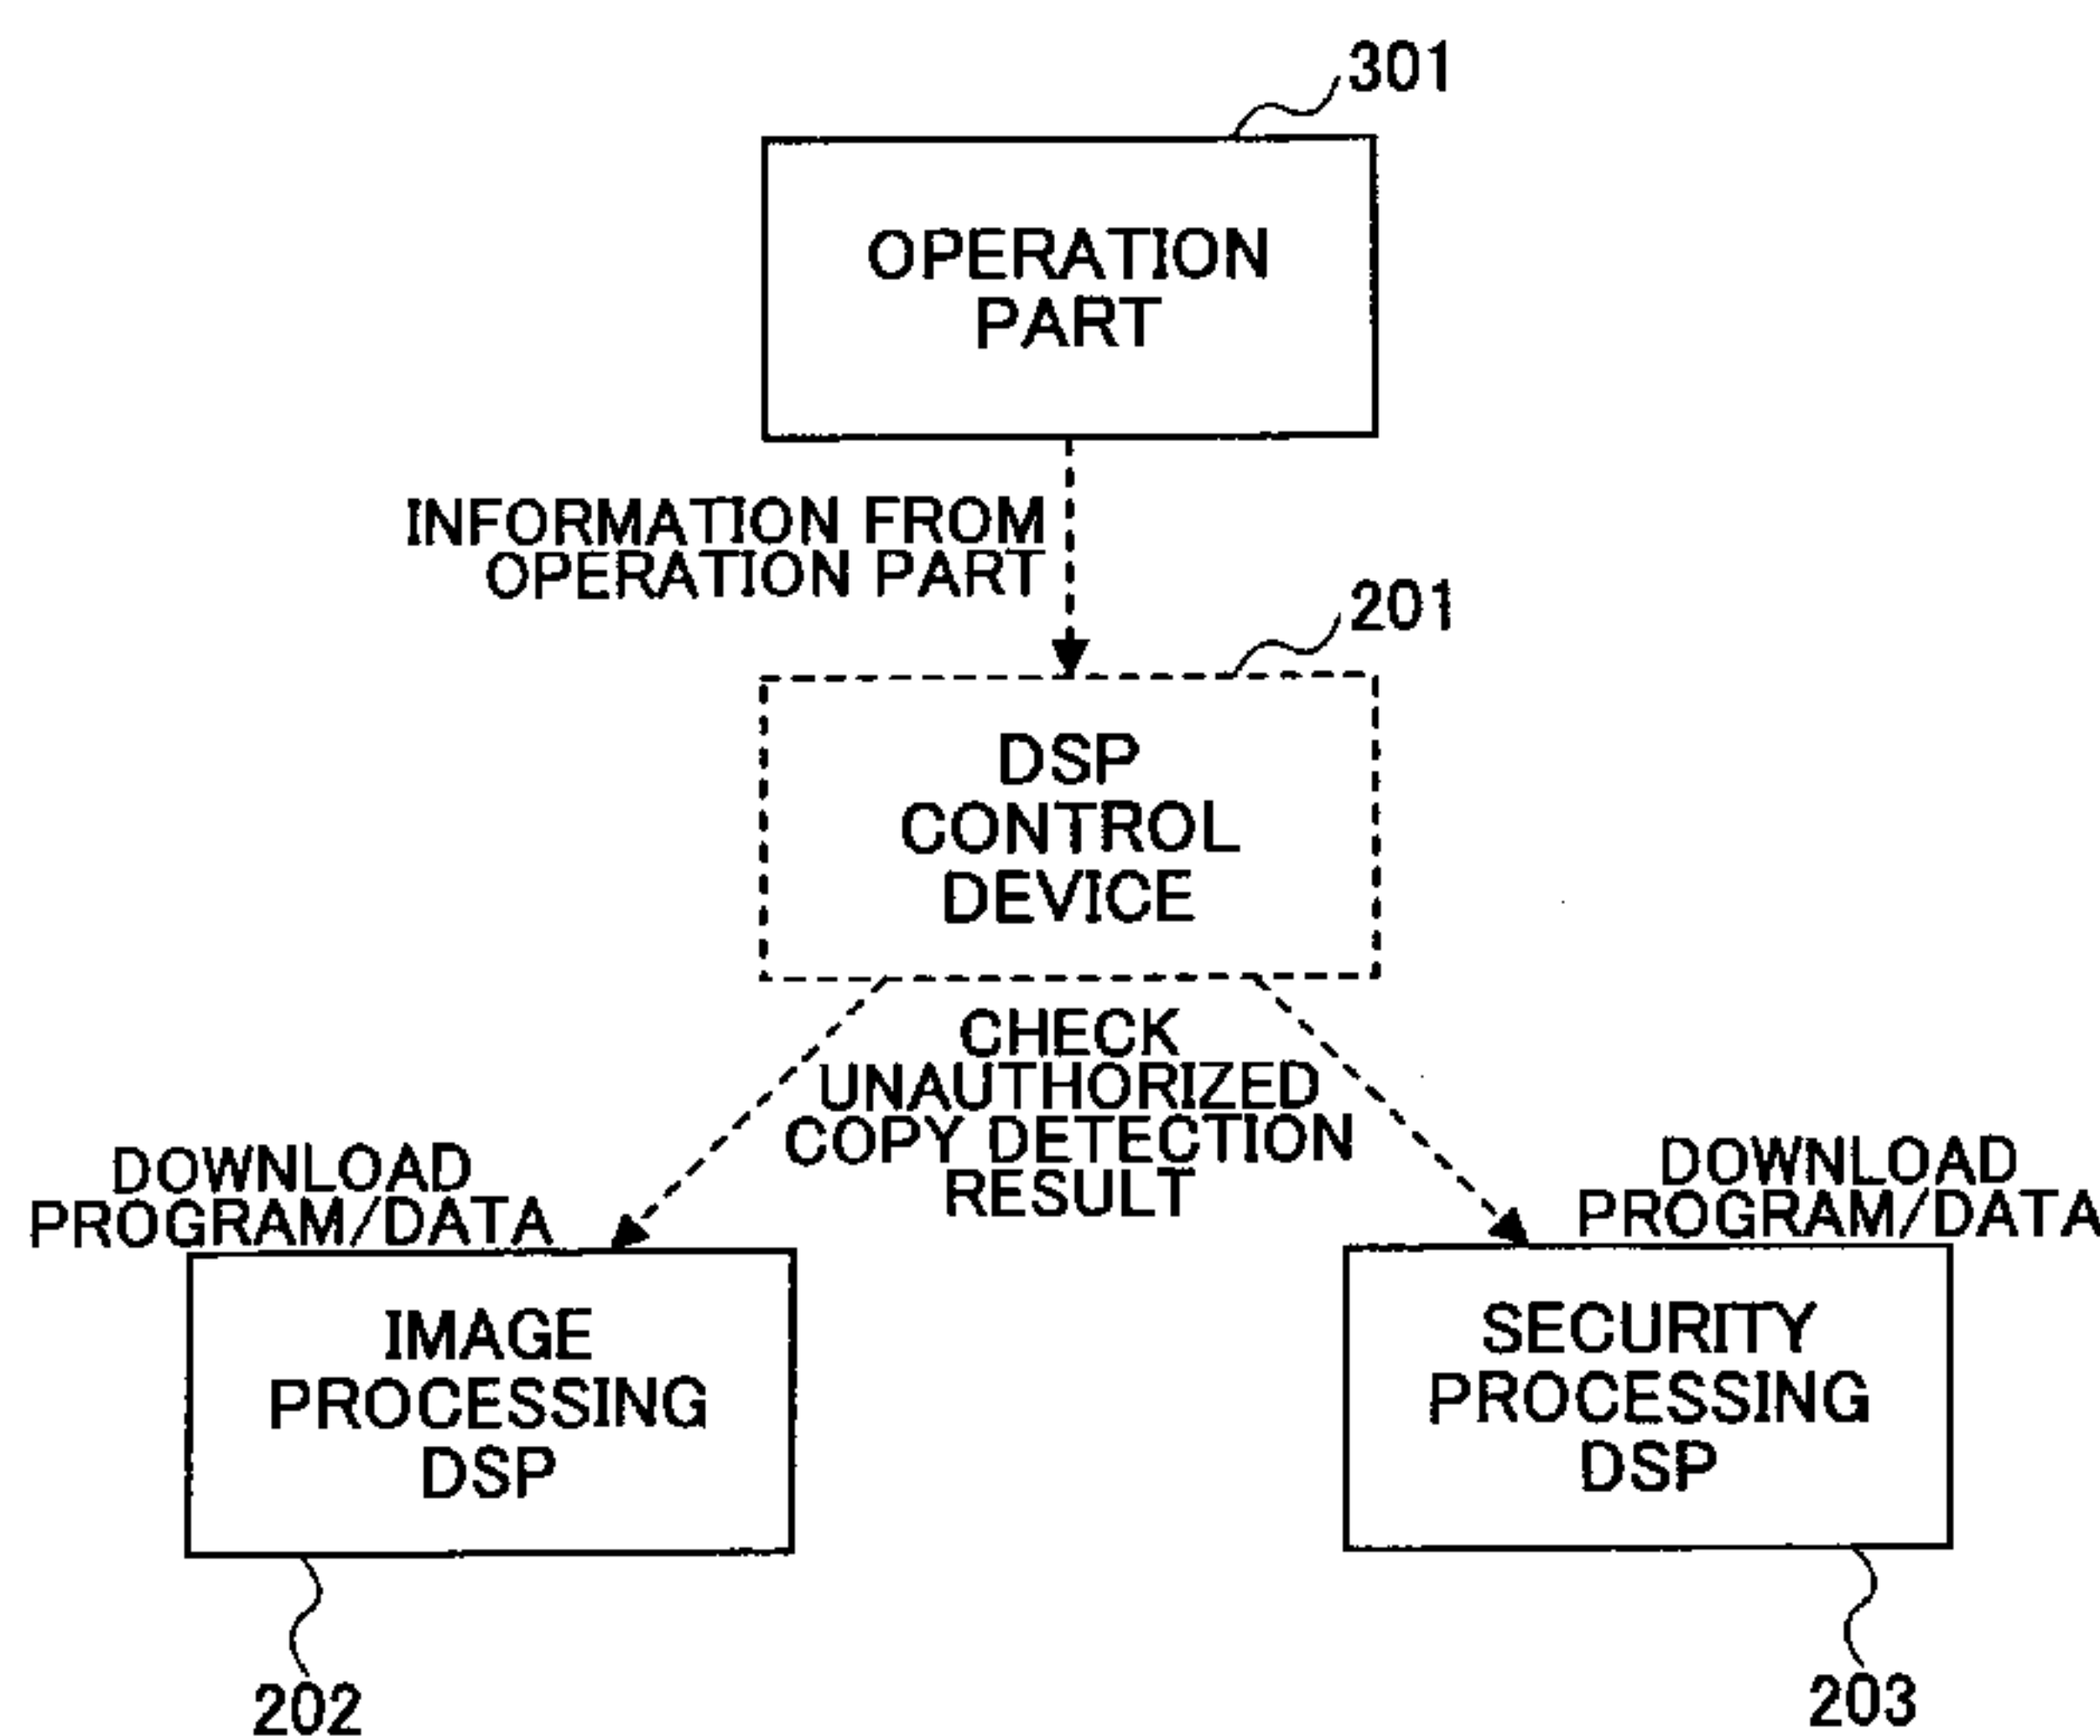 301
OPERATION
PART
INFORMATION FROM
OPERATION PART
201
DSP
CONTROL
DEVICE
CHECK
UNAUTHORIZED
COPY DETECTION
RESULT
DOWNLOAD
PROGRAM/DATA
DOWNLOAD
PROGRAM/DATA
IMAGE
PROCESSING
DSP
SECURITY
PROCESSING
DSP
202
203